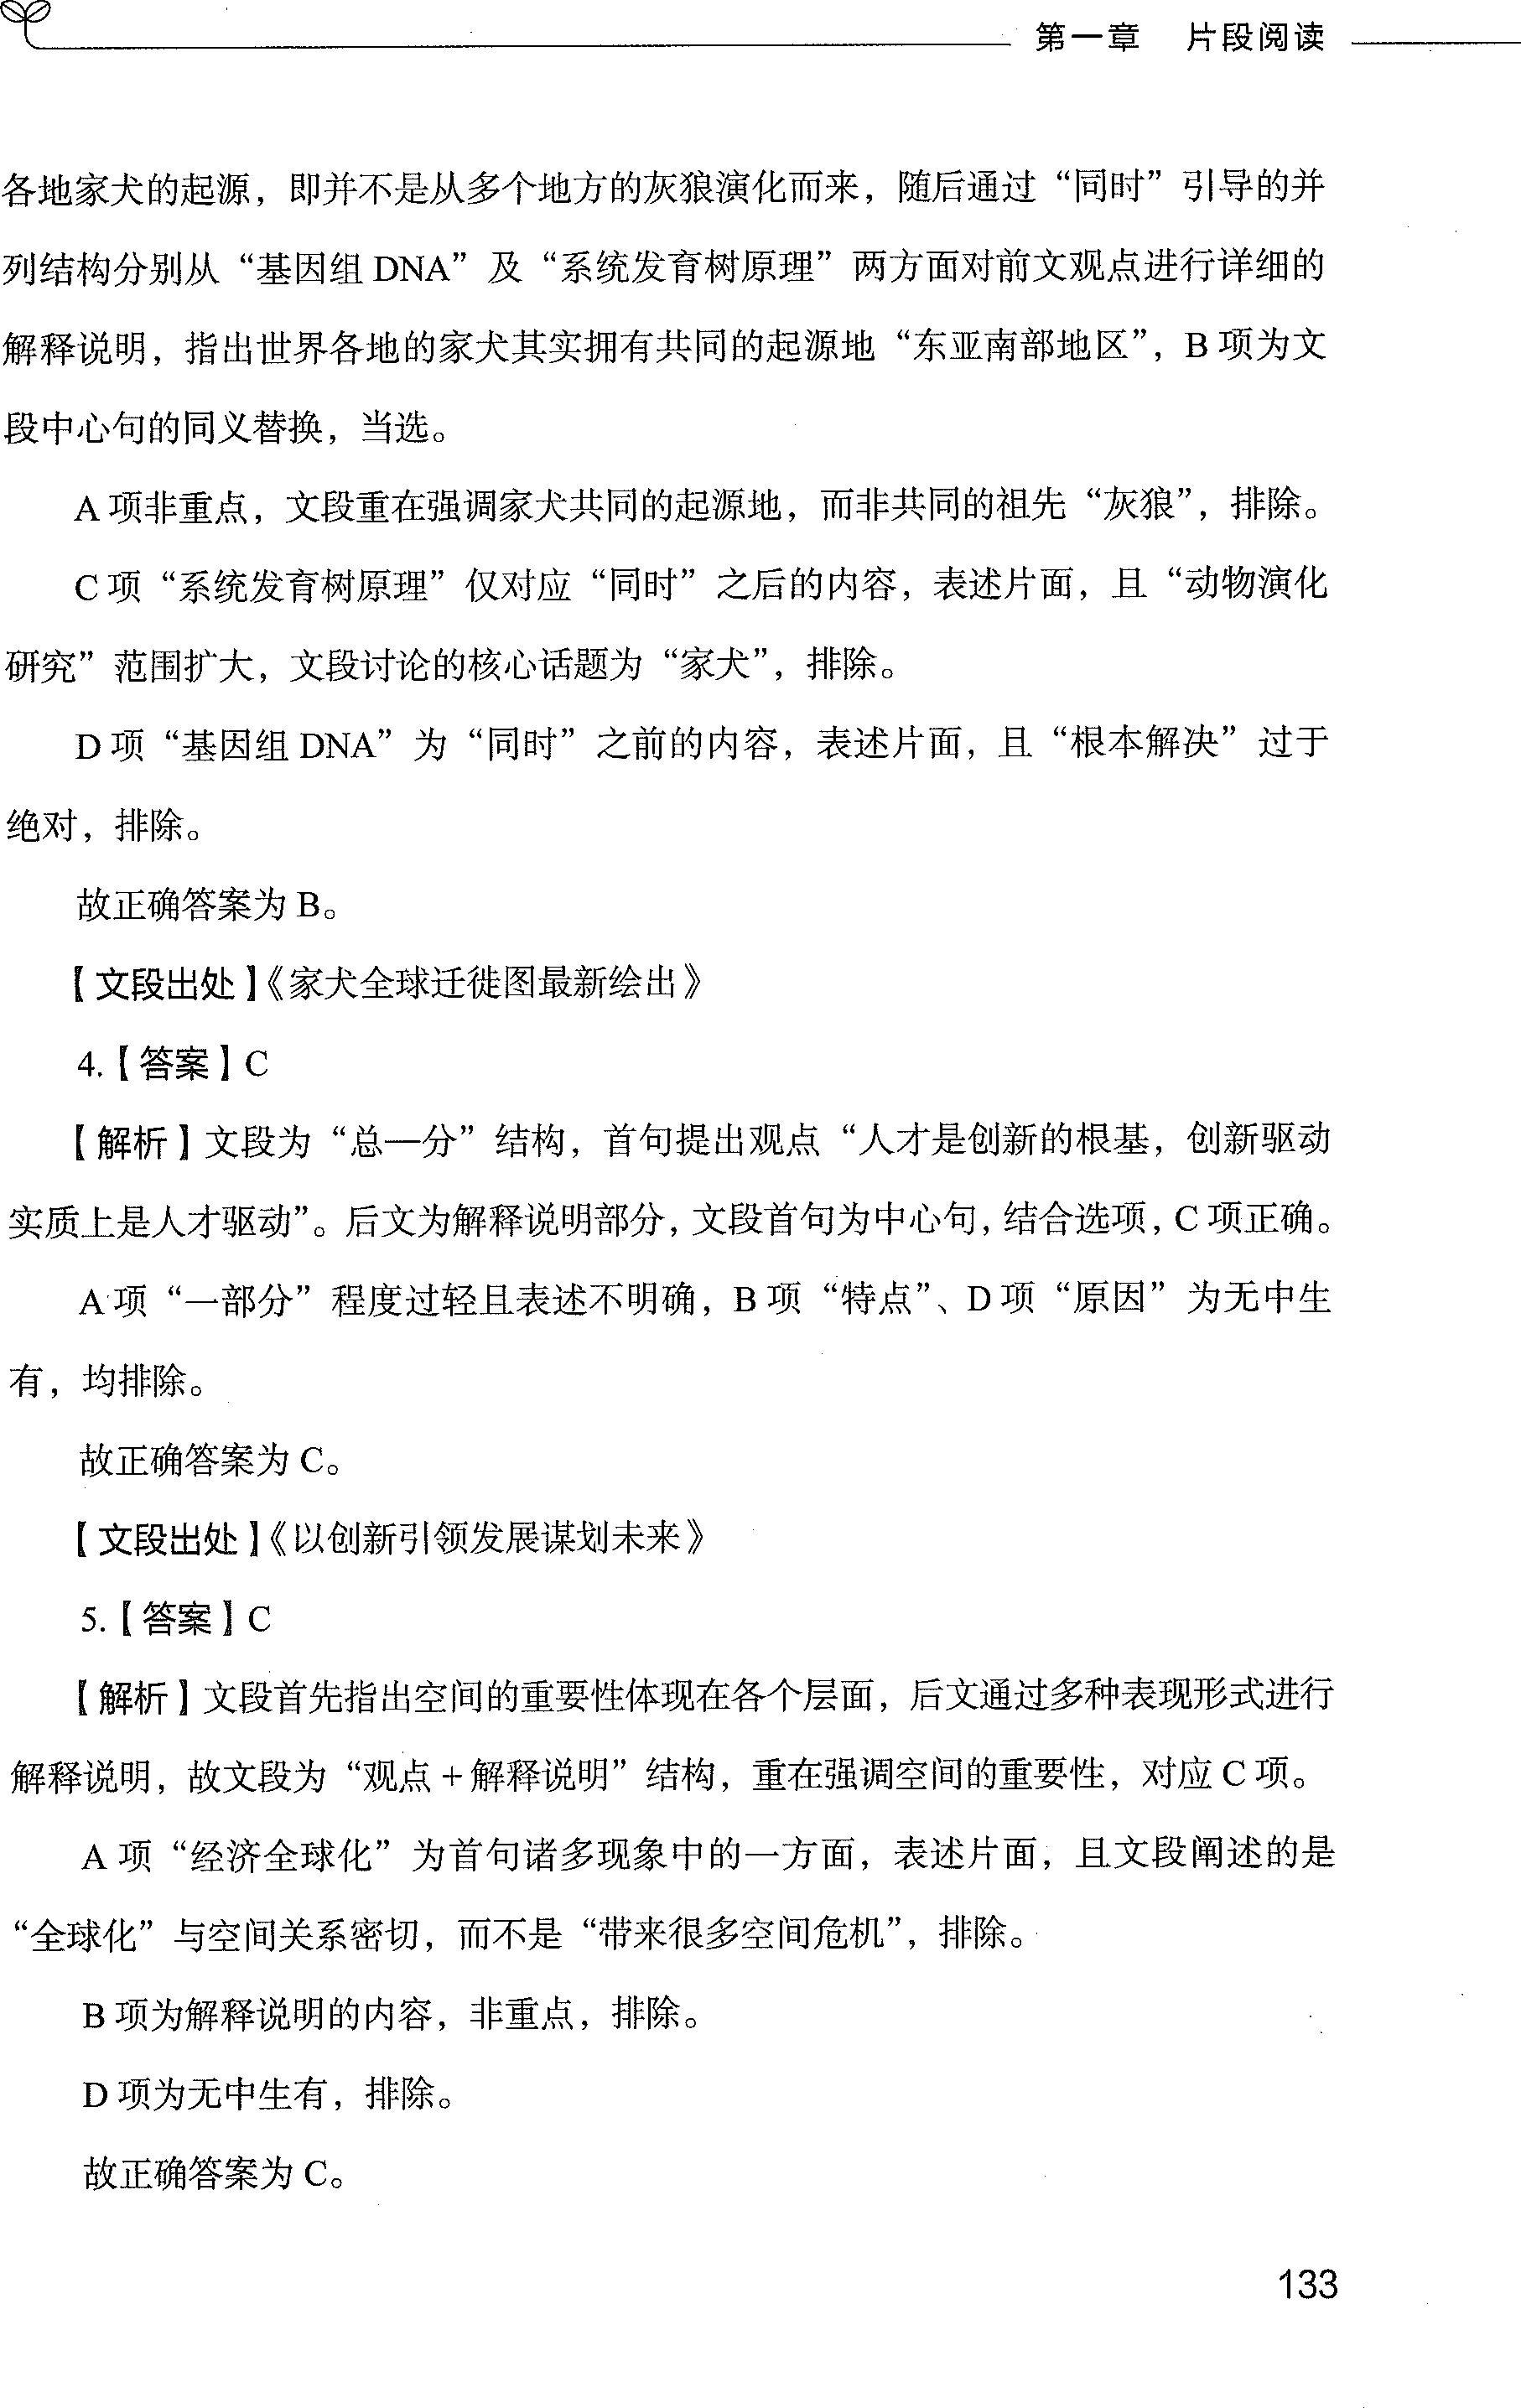 第一章 片段阅读
各地家犬的起源，即并不是从多个地方的灰狼演化而来，随后通过“同时”引导的并
列结构分别从“基因组 DNA”及“系统发育树原理”两方面对前文观点进行详细的
解释说明，指出世界各地的家犬其实拥有共同的起源地“东亚南部地区”，B 项为文
段中心句的同义替换，当选。
A 项非重点，文段重在强调家犬共同的起源地，而非共同的祖先“灰狼”，排除。
C 项“系统发育树原理”仅对应“同时”之后的内容，表述片面，且“动物演化
研究”范围扩大，文段讨论的核心话题为“家犬”，排除。
D 项“基因组 DNA”为“同时”之前的内容，表述片面，且“根本解决”过于
绝对，排除。
故正确答案为 B。
【文段出处】《家犬全球迁徙图最新绘出》
4.【答案】C
【解析】文段为“总—分”结构，首句提出观点“人才是创新的根基，创新驱动
实质上是人才驱动”。后文为解释说明部分，文段首句为中心句，结合选项，C 项正确。
A 项“一部分”程度过轻且表述不明确，B 项“特点”、D 项“原因”为无中生
有，均排除。
故正确答案为 C。
【文段出处】《以创新引领发展谋划未来》
5.【答案】C
【解析】文段首先指出空间的重要性体现在各个层面，后文通过多种表现形式进行
解释说明，故文段为“观点＋解释说明”结构，重在强调空间的重要性，对应 C 项。
A 项“经济全球化”为首句诸多现象中的一方面，表述片面，且文段阐述的是
“全球化”与空间关系密切，而不是“带来很多空间危机”，排除。
B 项为解释说明的内容，非重点，排除。
D 项为无中生有，排除。
故正确答案为 C。
133